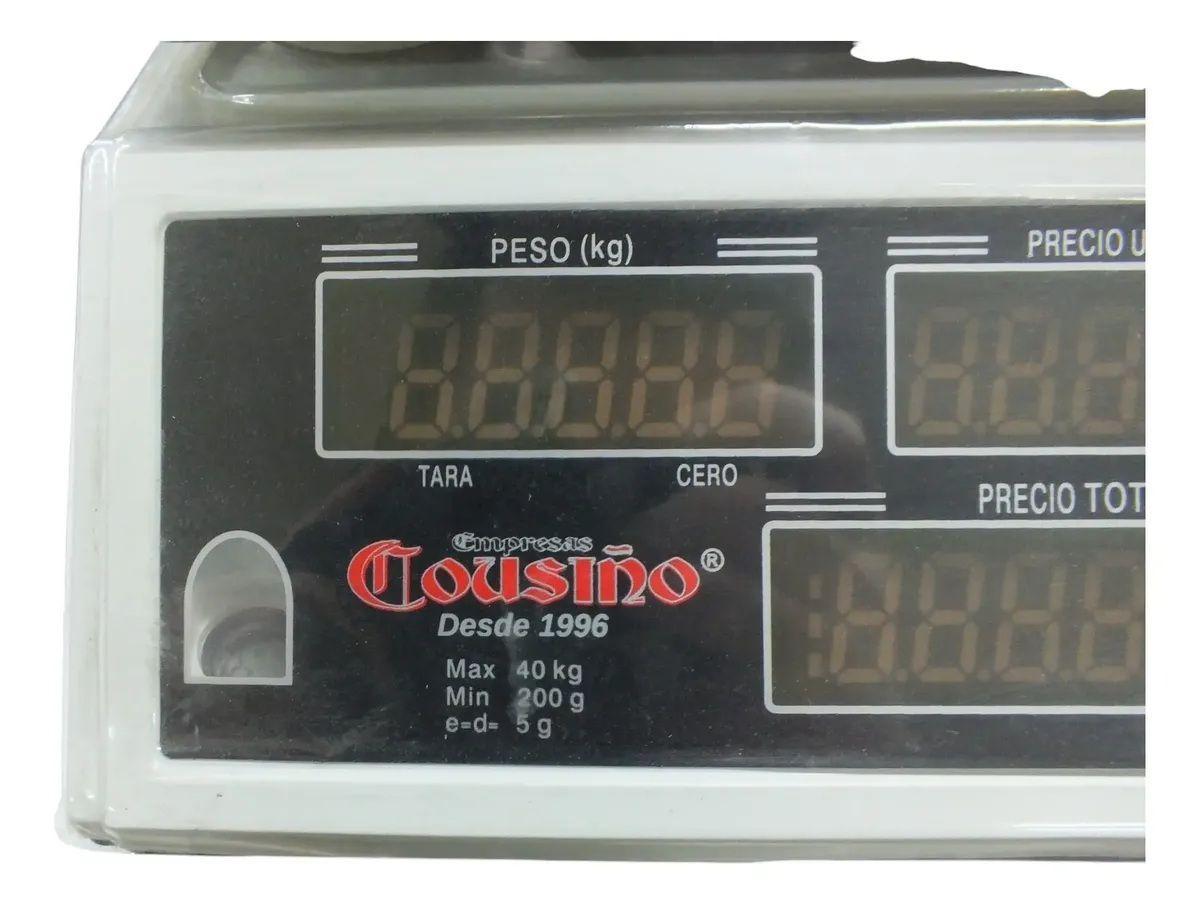 PESO (kg)
PRECIO U
TARA
CERO
PRECIO TOT
Empresas
Cousiño®
Desde 1996
Max 40 kg
Min 200 g
e=d= 5 g